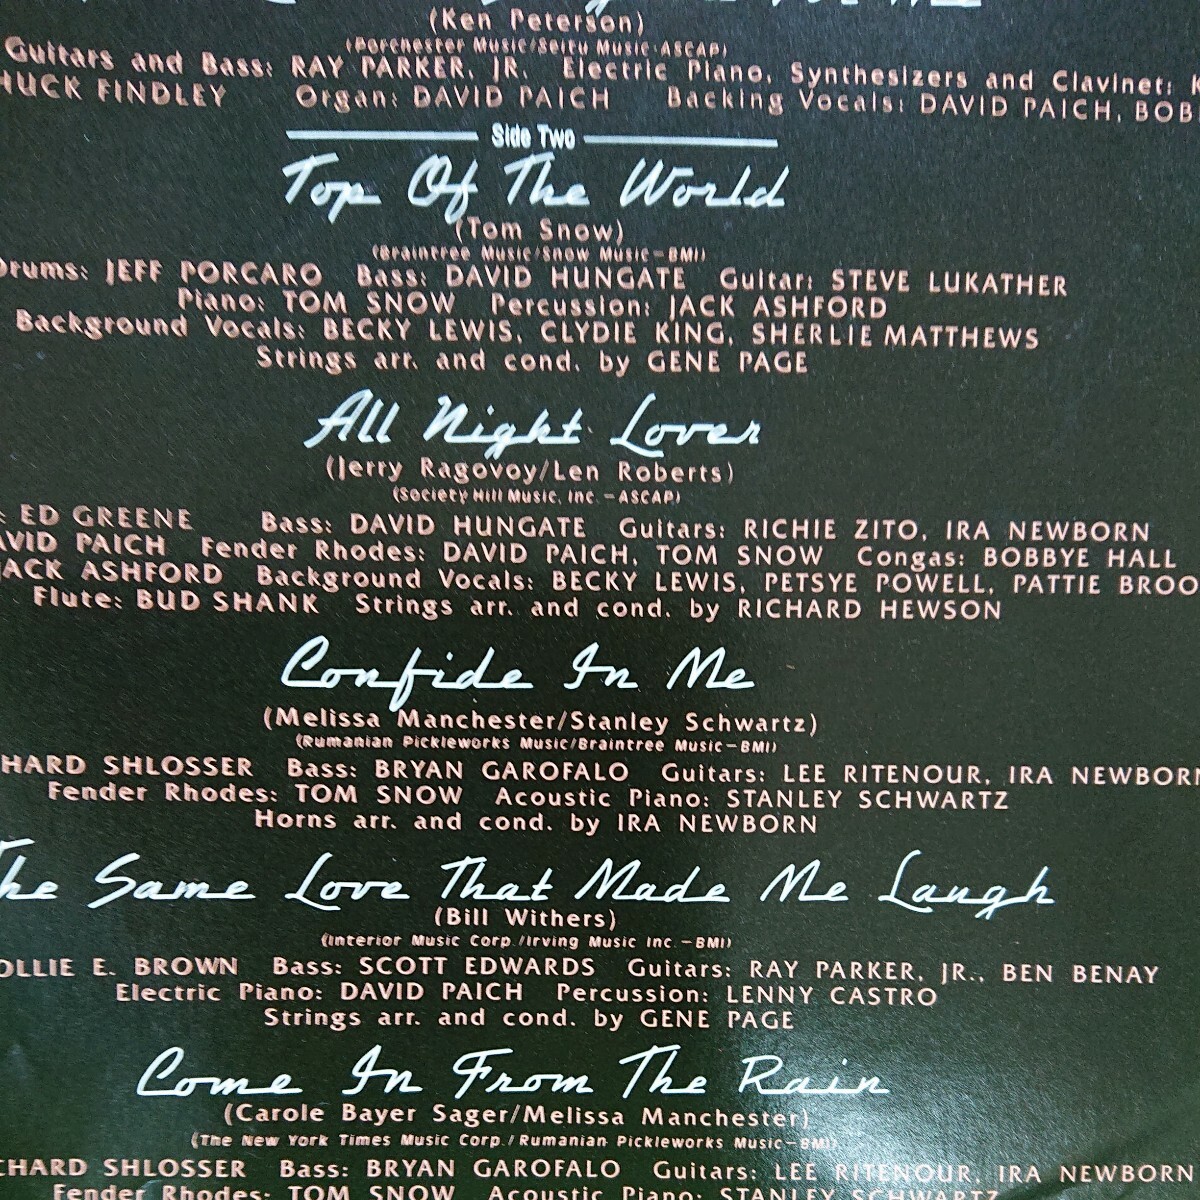 (Ken Peterson)
(Porchester Music/Seitu Music-ASCAP)
Guitars and Bass: RAY PARKER, JR. Electric Piano, Synthesizers and Clavinet:
HUCK FINDLEY Organ: DAVID PAICH Backing Vocals: DAVID PAICH, BOB
Side Two
Top Of The World
(Tom Snow)
(Braintree Music/Snow Music-BMI)
Drums: JEFF PORCARO Bass: DAVID HUNGATE Guitar: STEVE LUKATHER
Piano: TOM SNOW Percussion: JACK ASHFORD
Background Vocals: BECKY LEWIS, CLYDIE KING, SHERLIE MATTHEWS
Strings arr. and cond. by GENE PAGE
All Night Lover
(Jerry Ragovoy/Len Roberts)
(Society Hill Music, Inc.-ASCAP)
: ED GREENE Bass: DAVID HUNGATE Guitars: RICHIE ZITO, IRA NEWBORN
AVID PAICH Fender Rhodes: DAVID PAICH, TOM SNOW Congas: BOBBYE HALL
JACK ASHFORD Background Vocals: BECKY LEWIS, PETSYE POWELL, PATTIE BROO
Flute: BUD SHANK Strings arr. and cond. by RICHARD HEWSON
Confide In Me
(Melissa Manchester/Stanley Schwartz)
(Rumanian Pickleworks Music/Braintree Music-BMI)
HARD SHLOSSER Bass: BRYAN GAROFALO Guitars: LEE RITENOUR, IRA NEWBORN
Fender Rhodes: TOM SNOW Acoustic Piano: STANLEY SCHWARTZ
Horns arr. and cond. by IRA NEWBORN
The Same Love That Made Me Laugh
(Bill Withers)
(Interior Music Corp./Irving Music Inc.-BMI)
OLLIE E. BROWN Bass: SCOTT EDWARDS Guitars: RAY PARKER, JR., BEN BENAY
Electric Piano: DAVID PAICH Percussion: LENNY CASTRO
Strings arr. and cond. by GENE PAGE
Come In From The Rain
(Carole Bayer Sager/Melissa Manchester)
(The New York Times Music Corp./Rumanian Pickleworks Music-BMI)
CHARD SHLOSSER Bass: BRYAN GAROFALO Guitars: LEE RITENOUR, IRA NEWBORN
Fender Rhodes: TOM SNOW Acoustic Piano: STANLEY SCHWARTZ